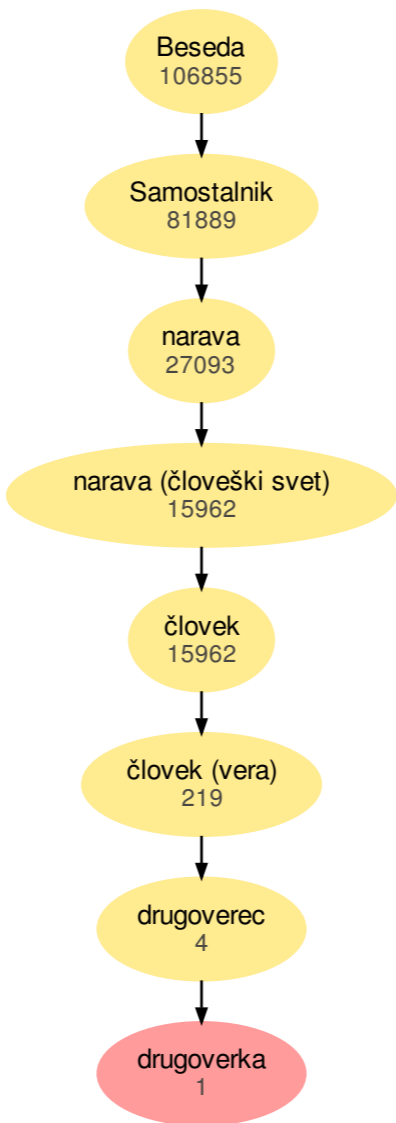 Beseda
106855
Samostalnik
81889
narava
27093
narava (človeški svet)
15962
človek
15962
človek (vera)
219
drugoverec
4
drugoverka
1